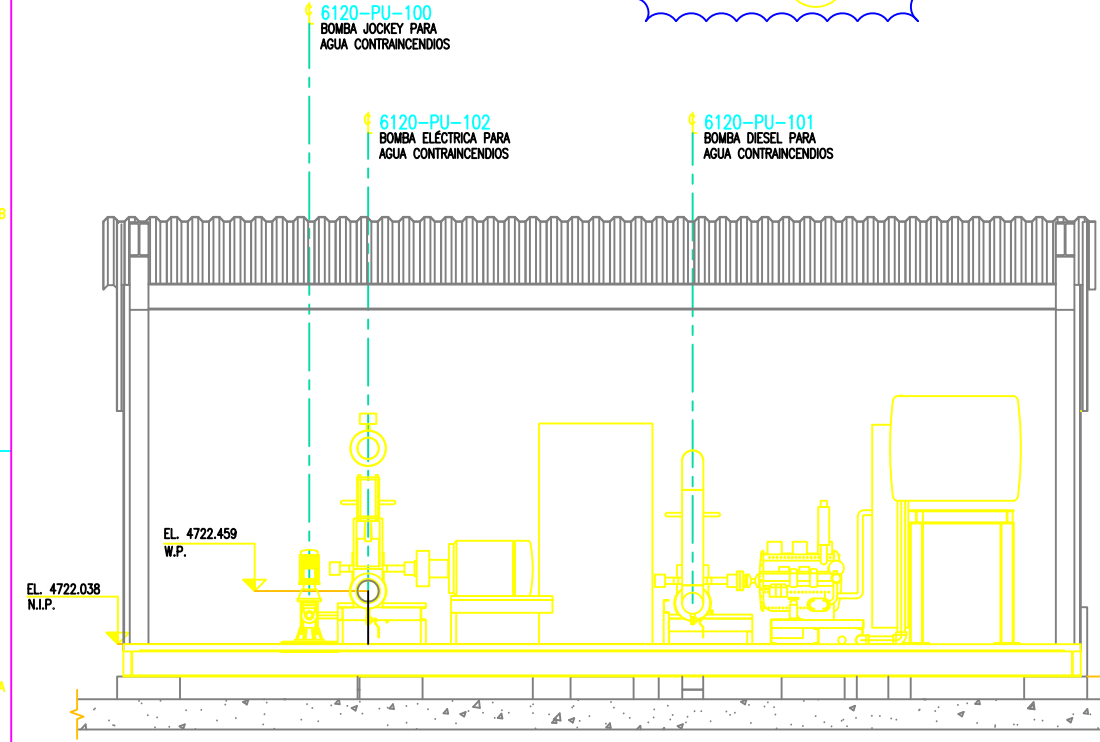 ℄ 6120-PU-100
BOMBA JOCKEY PARA
AGUA CONTRAINCENDIOS
℄ 6120-PU-102
BOMBA ELÉCTRICA PARA
AGUA CONTRAINCENDIOS
℄ 6120-PU-101
BOMBA DIESEL PARA
AGUA CONTRAINCENDIOS
B
EL. 4722.459
W.P.
EL. 4722.038
N.I.P.
A